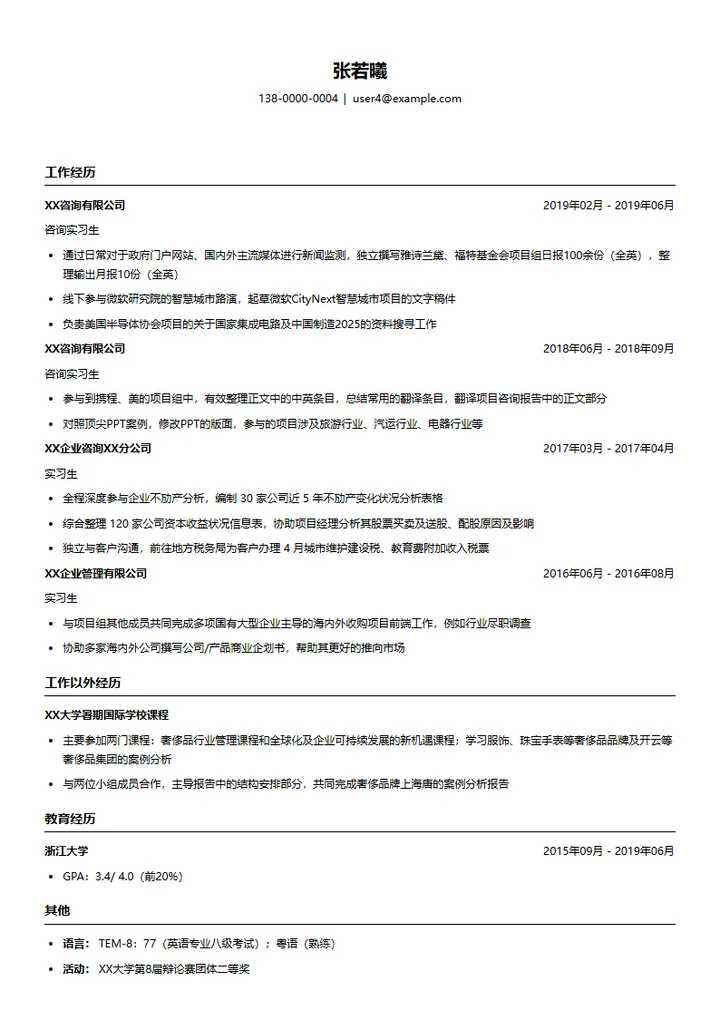 张若曦
138-0000-0004 | user4@example.com
工作经历
XX咨询有限公司 2019年02月 - 2019年06月
咨询实习生
• 通过日常对于政府门户网站、国内外主流媒体进行新闻监测，独立撰写雅诗兰黛、福特基金会项目组日报100余份（全英），整
理输出月报10份（全英）
• 线下参与微软研究院的智慧城市路演，起草微软CityNext智慧城市项目的文字稿件
• 负责美国半导体协会项目的关于国家集成电路及中国制造2025的资料搜寻工作
XX咨询有限公司 2018年06月 - 2018年09月
咨询实习生
• 参与到携程、美的项目组中，有效整理正文中的中英条目，总结常用的翻译条目，翻译项目咨询报告中的正文部分
• 对照顶尖PPT案例，修改PPT的版面，参与的项目涉及旅游行业、汽运行业、电器行业等
XX企业咨询XX分公司 2017年03月 - 2017年04月
实习生
• 全程深度参与企业不动产分析，编制 30 家公司近 5 年不动产变化状况分析表格
• 综合整理 120 家公司资本收益状况信息表，协助项目经理分析其股票买卖及送股、配股原因及影响
• 独立与客户沟通，前往地方税务局为客户办理 4 月城市维护建设税、教育费附加收入税票
XX企业管理有限公司 2016年06月 - 2016年08月
实习生
• 与项目组其他成员共同完成多项国有大型企业主导的海内外收购项目前端工作，例如行业尽职调查
• 协助多家海内外公司撰写公司/产品商业企划书，帮助其更好的推向市场
工作以外经历
XX大学暑期国际学校课程
• 主要参加两门课程：奢侈品行业管理课程和全球化及企业可持续发展的新机遇课程；学习服饰、珠宝手表等奢侈品品牌及开云等
奢侈品集团的案例分析
• 与两位小组成员合作，主导报告中的结构安排部分，共同完成奢侈品牌上海唐的案例分析报告
教育经历
浙江大学 2015年09月 - 2019年06月
• GPA：3.4/ 4.0（前20%）
其他
• 语言： TEM-8：77（英语专业八级考试）；粤语（熟练）
• 活动： XX大学第8届辩论赛团体二等奖